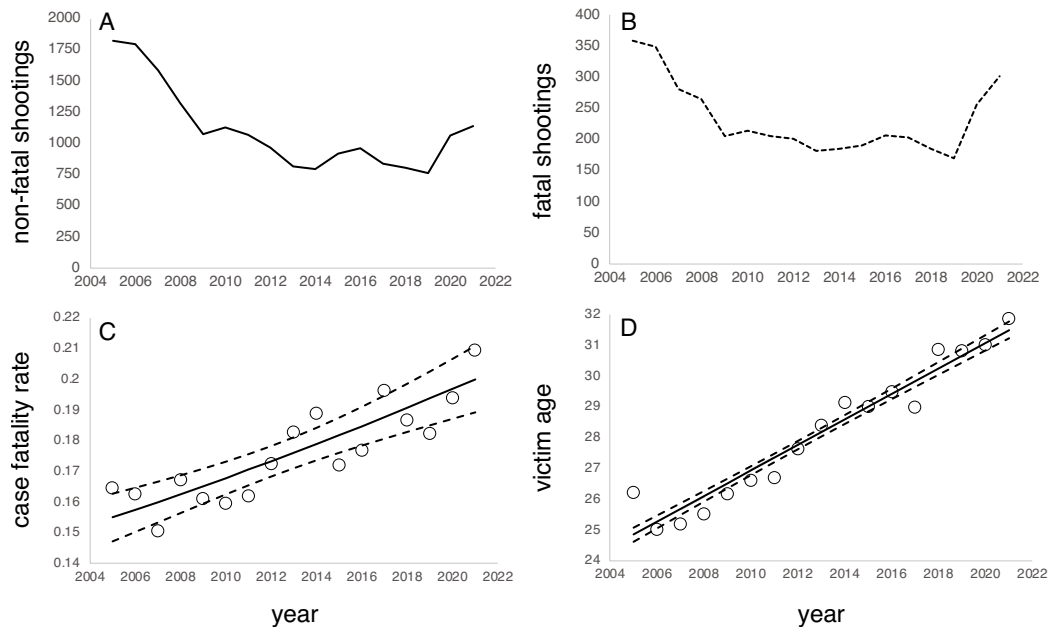 A
non-fatal shootings
2000
1750
1500
1250
1000
750
500
250
0
2004 2006 2008 2010 2012 2014 2016 2018 2020 2022
B
fatal shootings
400
350
300
250
200
150
100
50
0
2004 2006 2008 2010 2012 2014 2016 2018 2020 2022
C
case fatality rate
0.22
0.21
0.2
0.19
0.18
0.17
0.16
0.15
0.14
2004 2006 2008 2010 2012 2014 2016 2018 2020 2022
year
D
victim age
32
31
30
29
28
27
26
25
24
2004 2006 2008 2010 2012 2014 2016 2018 2020 2022
year